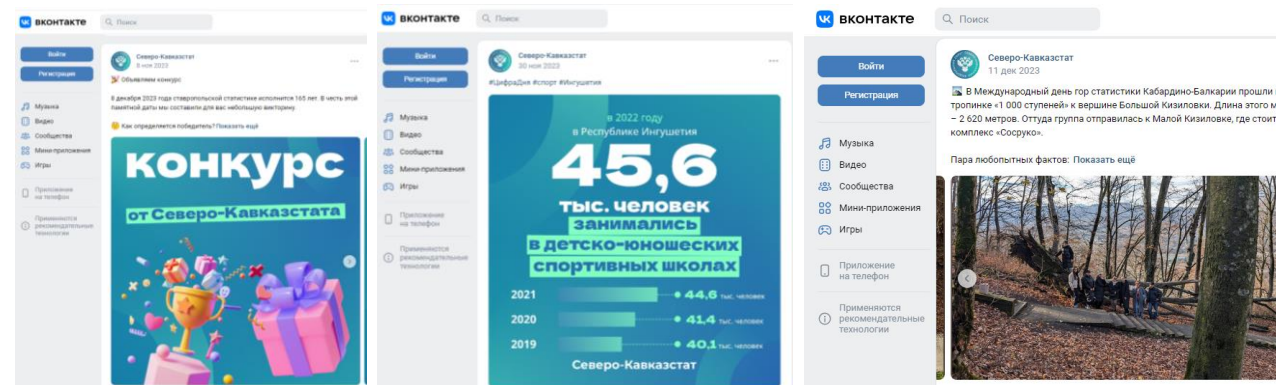 вконтакте
Поиск
Войти
Регистрация
Музыка
Видео
Сообщества
Мини-приложения
Игры
Приложение
на телефон
Применяются
рекомендательные
технологии
Северо-Кавказстат
8 ноя 2023
Объявляем конкурс
8 декабря 2023 года ставропольской статистике исполнится 165 лет. В честь этой
памятной даты мы составили для вас небольшую викторину.
Как определяется победитель? Показать ещё
конкурс
от Северо-Кавказстата
вконтакте
Поиск
Войти
Регистрация
Музыка
Видео
Сообщества
Мини-приложения
Игры
Приложение
на телефон
Применяются
рекомендательные
технологии
Северо-Кавказстат
30 ноя 2023
#ЦифраДня #спорт #Ингушетия
в 2022 году
в Республике Ингушетия
45,6
тыс. человек
занимались
в детско-юношеских
спортивных школах
2021 44,6 тыс. человек
2020 41,4 тыс. человек
2019 40,1 тыс. человек
Северо-Кавказстат
вконтакте
Поиск
Войти
Регистрация
Музыка
Видео
Сообщества
Мини-приложения
Игры
Приложение
на телефон
Применяются
рекомендательные
технологии
Северо-Кавказстат
11 дек 2023
В Международный день гор статистики Кабардино-Балкарии прошли
тропинке «1 000 ступеней» к вершине Большой Кизиловки. Длина этого м
– 2 620 метров. Оттуда группа отправилась к Малой Кизиловке, где стоит
комплекс «Сосруко».
Пара любопытных фактов: Показать ещё